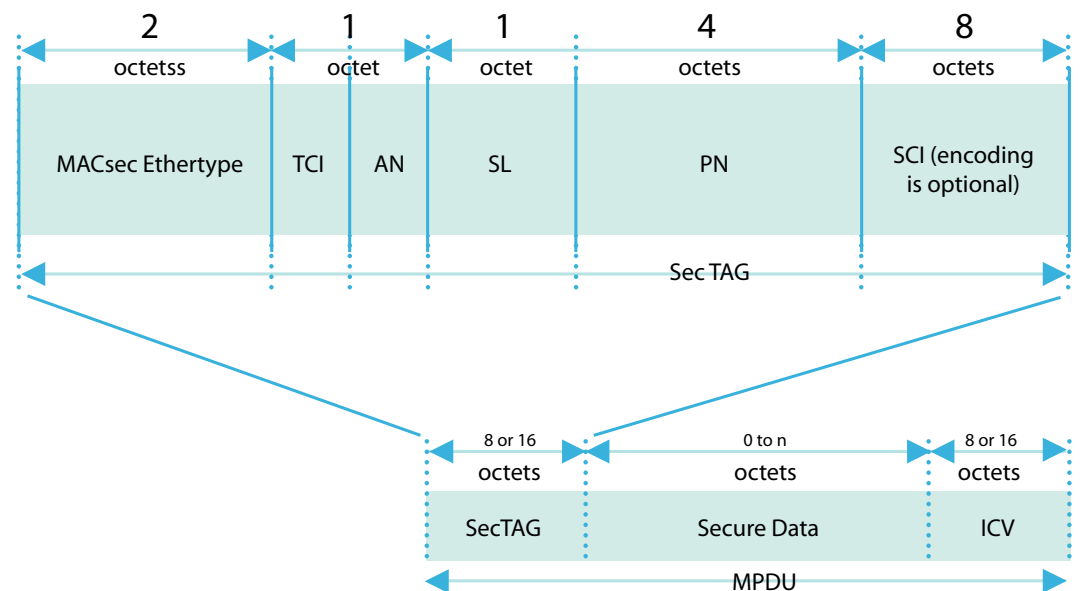 2 1 1 4 8
octetss octet octet octets octets
MACsec Ethertype TCI AN SL PN SCI (encoding
is optional)
Sec TAG
8 or 16 0 to n 8 or 16
octets octets octets
SecTAG Secure Data ICV
MPDU